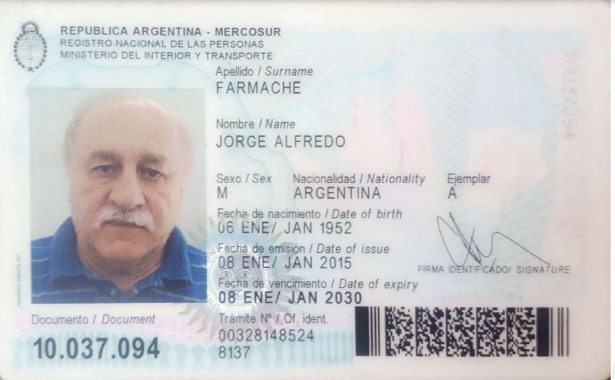 REPUBLICA ARGENTINA - MERCOSUR
REGISTRO NACIONAL DE LAS PERSONAS
MINISTERIO DEL INTERIOR Y TRANSPORTE
Apellido / Surname
FARMACHE
Nombre / Name
JORGE ALFREDO
Sexo / Sex Nacionalidad / Nationality Ejemplar
M ARGENTINA A
Fecha de nacimiento / Date of birth
06 ENE/ JAN 1952
Fecha de emisión / Date of issue
08 ENE/ JAN 2015
FIRMA IDENTIFICADO/ SIGNATURE
Fecha de vencimiento / Date of expiry
08 ENE/ JAN 2030
Documento / Document Trámite Nº / Of. ident.
10.037.094 00328148524
8137